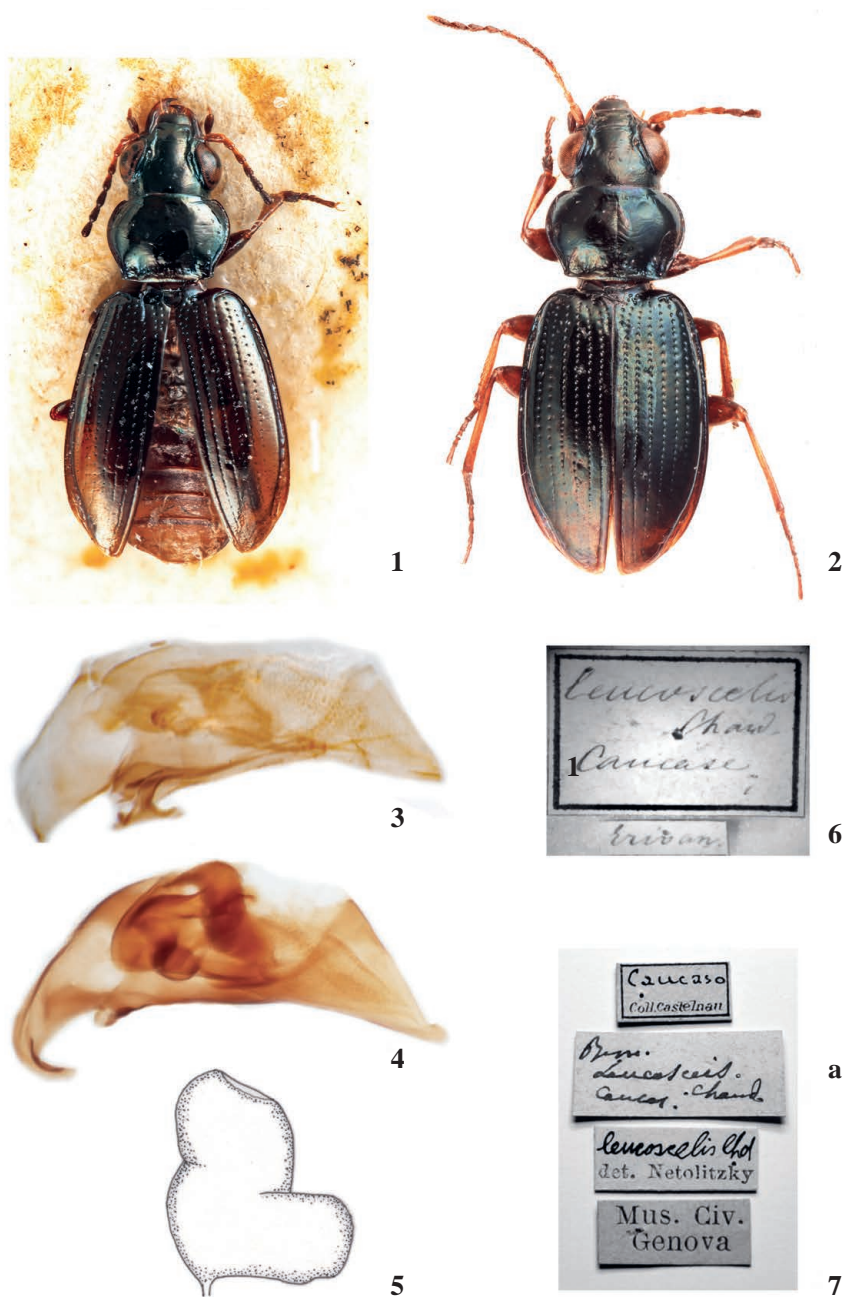 1
2
3
leucoscelis
Chaud.
1 Caucase
Erivan.
6
4
Caucaso
Coll. Castelnau
a
Leucoscelis.
Caucas. Chaud.
leucoscelis Chd
det. Netolitzky
Mus. Civ.
Genova
5
7